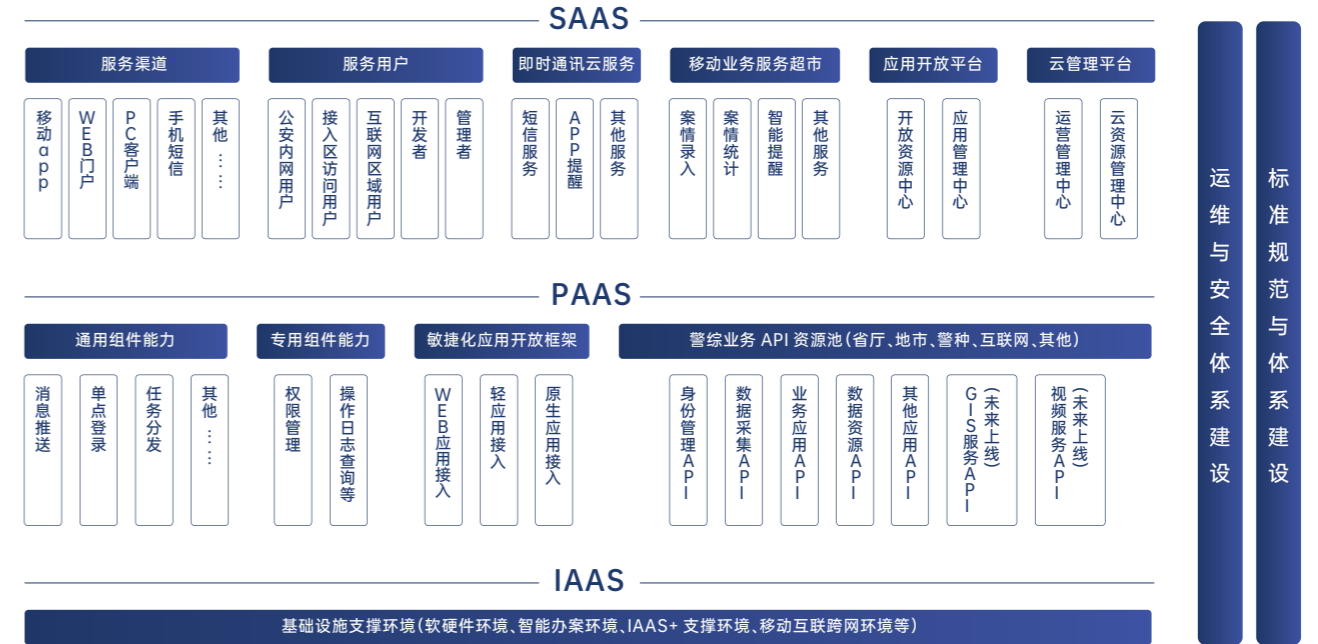 SAAS
服务渠道
移动app
WEB门户
PC客户端
手机短信
其他……
服务用户
公安内网用户
接入区访问用户
互联网区域用户
开发者
管理者
即时通讯云服务
短信服务
APP提醒
其他服务
移动业务服务超市
案情录入
案情统计
智能提醒
其他服务
应用开放平台
开放资源中心
应用管理中心
云管理平台
运营管理中心
云资源管理中心
PAAS
通用组件能力
消息推送
单点登录
任务分发
其他……
专用组件能力
权限管理
操作日志查询等
敏捷化应用开放框架
WEB应用接入
轻应用接入
原生应用接入
警综业务 API 资源池(省厅、地市、警种、互联网、其他)
身份管理API
数据采集API
业务应用API
数据资源API
其他应用API
(未来上线)
GIS服务API
(未来上线)
视频服务API
IAAS
基础设施支撑环境(软硬件环境、智能办案环境、IAAS+ 支撑环境、移动互联跨网环境等)
运维与安全体系建设
标准规范与体系建设